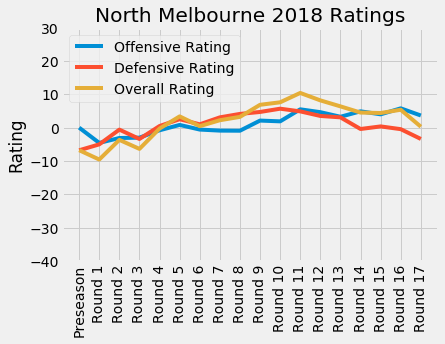 North Melbourne 2018 Ratings
Offensive Rating
Defensive Rating
Overall Rating
Rating
30
20
10
0
−10
−20
−30
−40
Preseason
Round 1
Round 2
Round 3
Round 4
Round 5
Round 6
Round 7
Round 8
Round 9
Round 10
Round 11
Round 12
Round 13
Round 14
Round 15
Round 16
Round 17